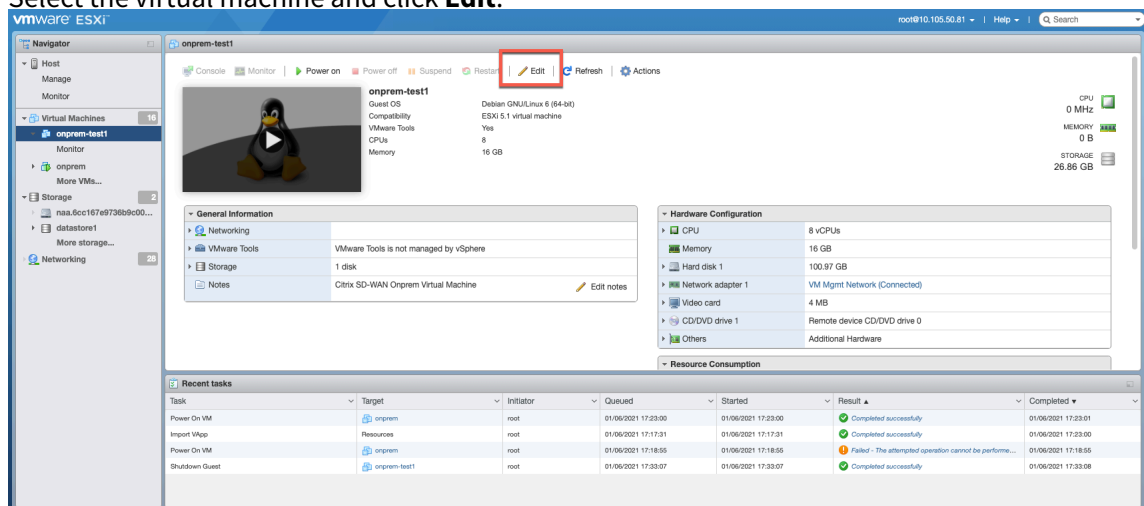 Select the virtual machine and click Edit.
vmware ESXi
root@10.105.50.81 | Help | Search
Navigator
Host
Manage
Monitor
Virtual Machines 16
onprem-test1
Monitor
onprem
More VMs...
Storage 2
naa.6cc167e9736b9c00...
datastore1
More storage...
Networking 28
onprem-test1
Console Monitor | Power on Power off Suspend Restart | Edit | Refresh | Actions
onprem-test1
Guest OS Debian GNU/Linux 6 (64-bit)
Compatibility ESXi 5.1 virtual machine
VMware Tools Yes
CPUs 8
Memory 16 GB
CPU
0 MHz
MEMORY
0 B
STORAGE
26.86 GB
General Information
Networking
VMware Tools VMware Tools is not managed by vSphere
Storage 1 disk
Notes Citrix SD-WAN Onprem Virtual Machine Edit notes
Hardware Configuration
CPU 8 vCPUs
Memory 16 GB
Hard disk 1 100.97 GB
Network adapter 1 VM Mgmt Network (Connected)
Video card 4 MB
CD/DVD drive 1 Remote device CD/DVD drive 0
Others Additional Hardware
Resource Consumption
Recent tasks
Task Target Initiator Queued Started Result Completed
Power On VM onprem root 01/06/2021 17:23:00 01/06/2021 17:23:00 Completed successfully 01/06/2021 17:23:01
Import VApp Resources root 01/06/2021 17:17:31 01/06/2021 17:17:31 Completed successfully 01/06/2021 17:23:00
Power On VM onprem root 01/06/2021 17:18:55 01/06/2021 17:18:55 Failed - The attempted operation cannot be performe... 01/06/2021 17:18:55
Shutdown Guest onprem-test1 root 01/06/2021 17:33:07 01/06/2021 17:33:07 Completed successfully 01/06/2021 17:33:08